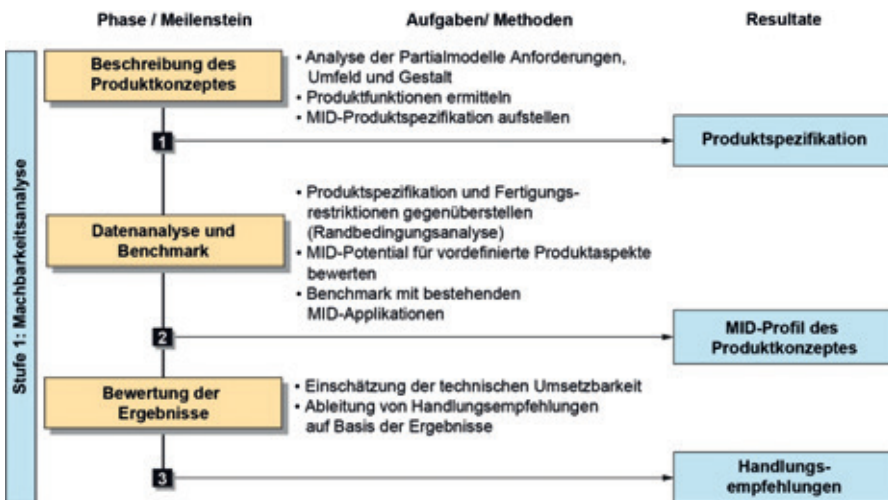 Phase / Meilenstein
Aufgaben/ Methoden
Resultate
Stufe 1: Machbarkeitsanalyse
Beschreibung des
Produktkonzeptes
• Analyse der Partialmodelle Anforderungen,
Umfeld und Gestalt
• Produktfunktionen ermitteln
• MID-Produktspezifikation aufstellen
1
Produktspezifikation
Datenanalyse und
Benchmark
• Produktspezifikation und Fertigungs-
restriktionen gegenüberstellen
(Randbedingungsanalyse)
• MID-Potential für vordefinierte Produktaspekte
bewerten
• Benchmark mit bestehenden
MID-Applikationen
2
MID-Profil des
Produktkonzeptes
Bewertung der
Ergebnisse
• Einschätzung der technischen Umsetzbarkeit
• Ableitung von Handlungsempfehlungen
auf Basis der Ergebnisse
3
Handlungs-
empfehlungen